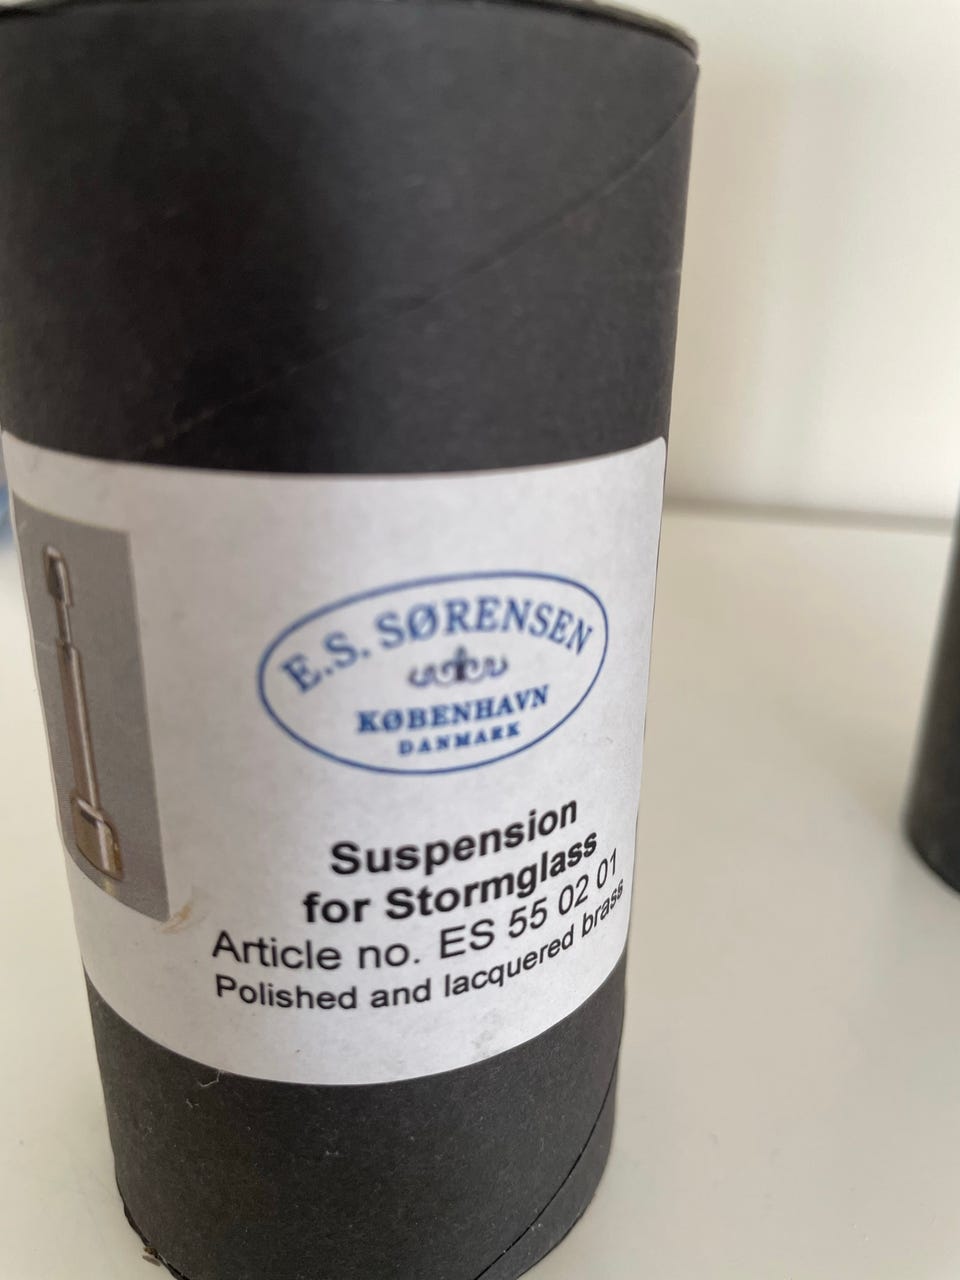 E.S. SØRENSEN
KØBENHAVN
DANMARK
Suspension
for Stormglass
Article no. ES 55 02 01
Polished and lacquered brass